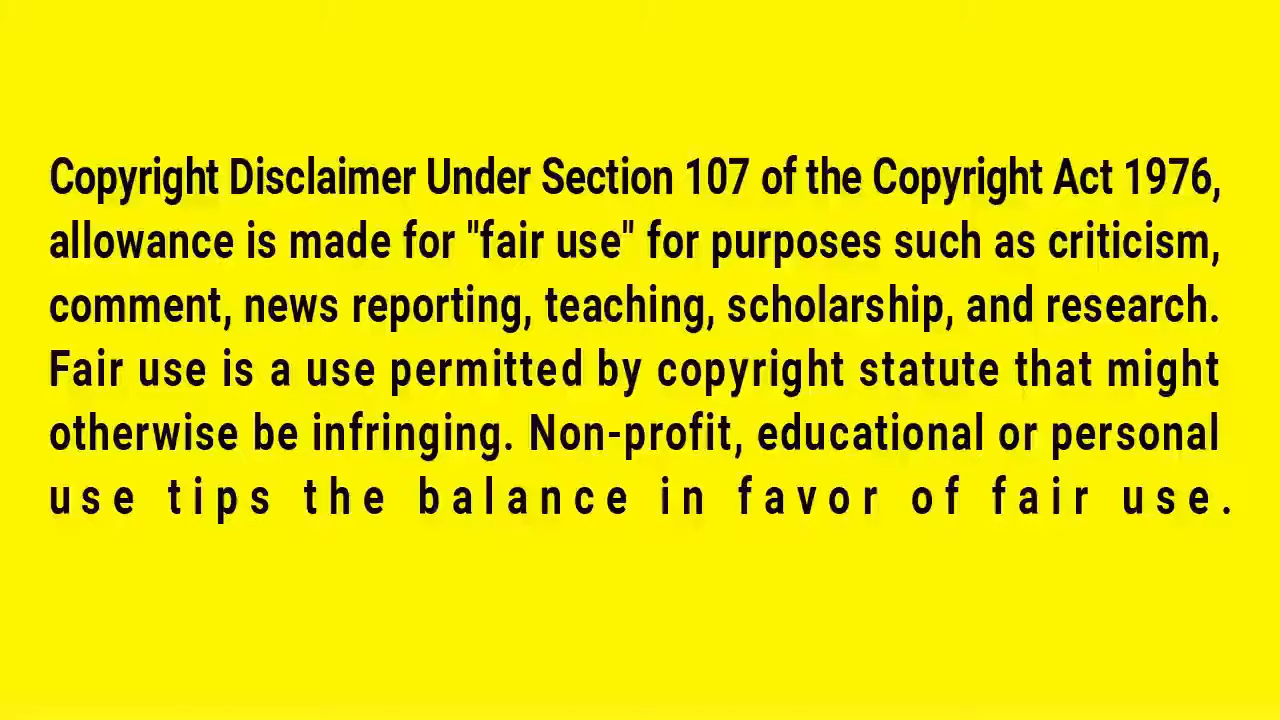 Copyright Disclaimer Under Section 107 of the Copyright Act 1976,
allowance is made for "fair use" for purposes such as criticism,
comment, news reporting, teaching, scholarship, and research.
Fair use is a use permitted by copyright statute that might
otherwise be infringing. Non-profit, educational or personal
use tips the balance in favor of fair use.